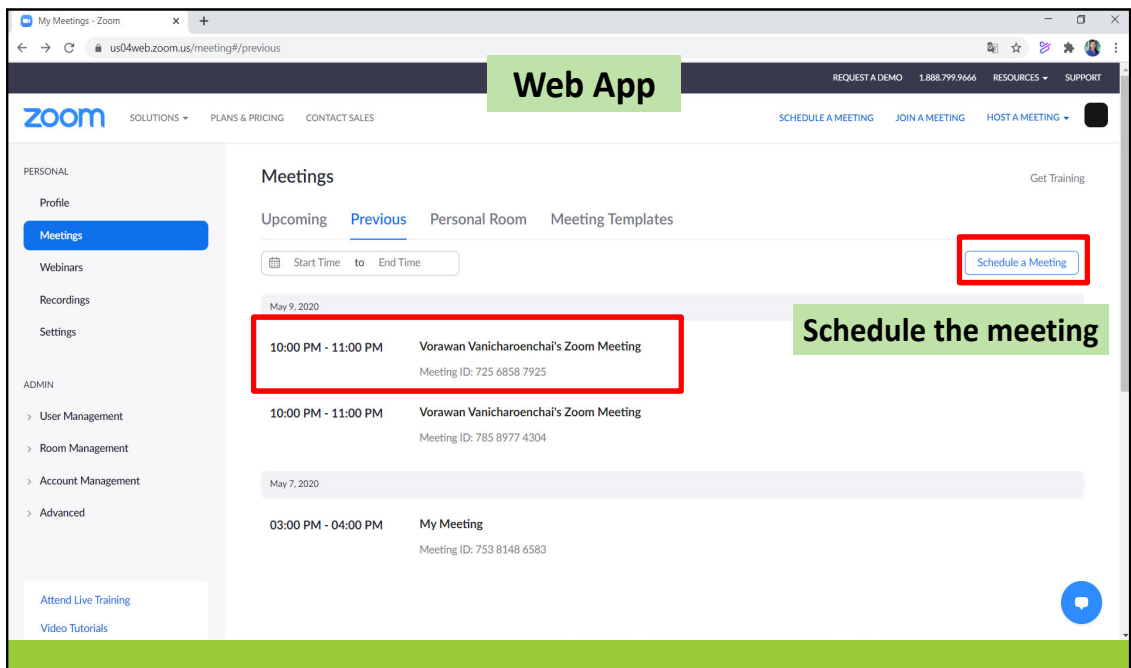 My Meetings - Zoom
us04web.zoom.us/meeting#/previous
Web App
REQUEST A DEMO 1.888.799.9666 RESOURCES SUPPORT
zoom SOLUTIONS PLANS & PRICING CONTACT SALES SCHEDULE A MEETING JOIN A MEETING HOST A MEETING
PERSONAL
Profile
Meetings
Webinars
Recordings
Settings
ADMIN
User Management
Room Management
Account Management
Advanced
Attend Live Training
Video Tutorials
Meetings
Get Training
Upcoming Previous Personal Room Meeting Templates
Start Time to End Time
Schedule a Meeting
Schedule the meeting
May 9, 2020
10:00 PM - 11:00 PM Vorawan Vanicharoenchai's Zoom Meeting
Meeting ID: 725 6858 7925
10:00 PM - 11:00 PM Vorawan Vanicharoenchai's Zoom Meeting
Meeting ID: 785 8977 4304
May 7, 2020
03:00 PM - 04:00 PM My Meeting
Meeting ID: 753 8148 6583